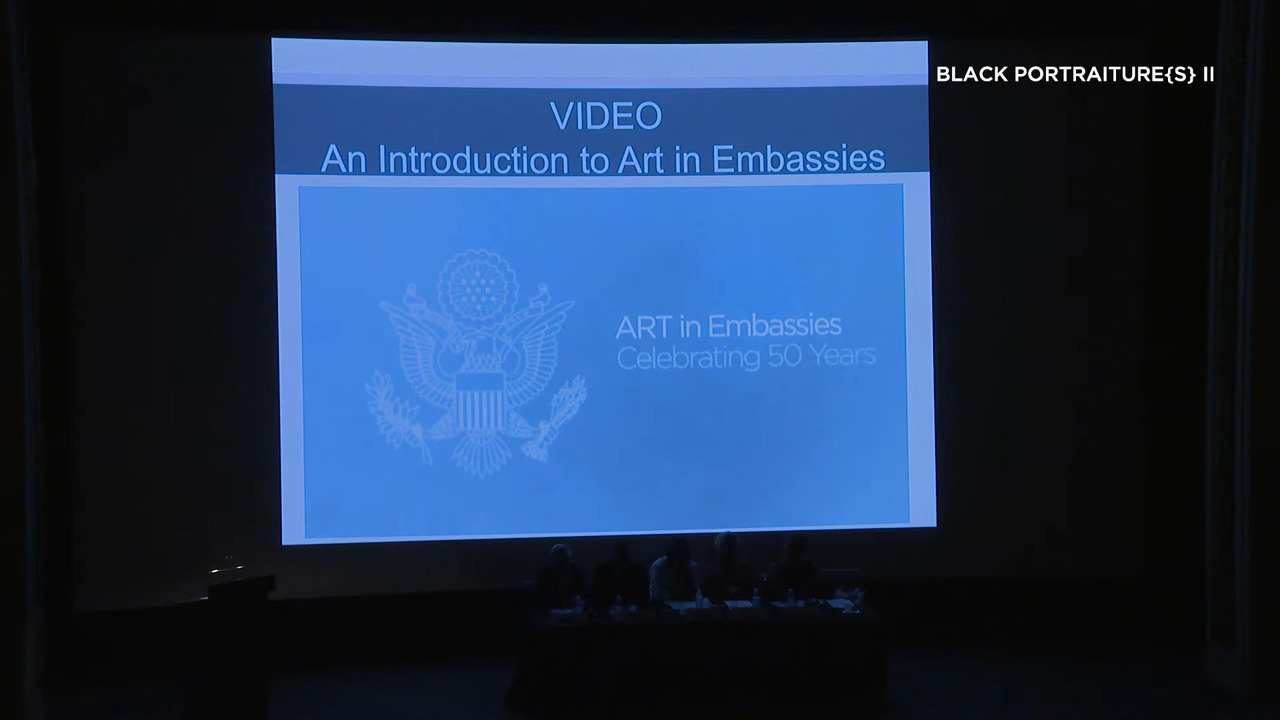 BLACK PORTRAITURE{S} II
VIDEO
An Introduction to Art in Embassies
ART in Embassies
Celebrating 50 Years